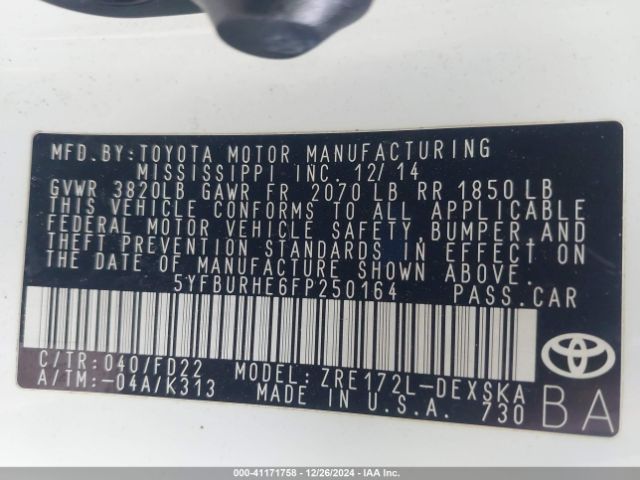 MFD.BY:TOYOTA MOTOR MANUFACTURING
MISSISSIPPI INC. 12/14
GVWR 3820LB GAWR FR 2070 LB RR 1850 LB
THIS VEHICLE CONFORMS TO ALL APPLICABLE
FEDERAL MOTOR VEHICLE SAFETY, BUMPER, AND
THEFT PREVENTION STANDARDS IN EFFECT ON
THE DATE OF MANUFACTURE SHOWN ABOVE.
5YFBURHE6FP250164 PASS.CAR
C/TR: 040/FD22 MODEL: ZRE172L-DEXSKA
A/TM:-04A/K313 MADE IN U.S.A. 730
BA
00-41171758 - 12/26/2024 - IAA Inc.